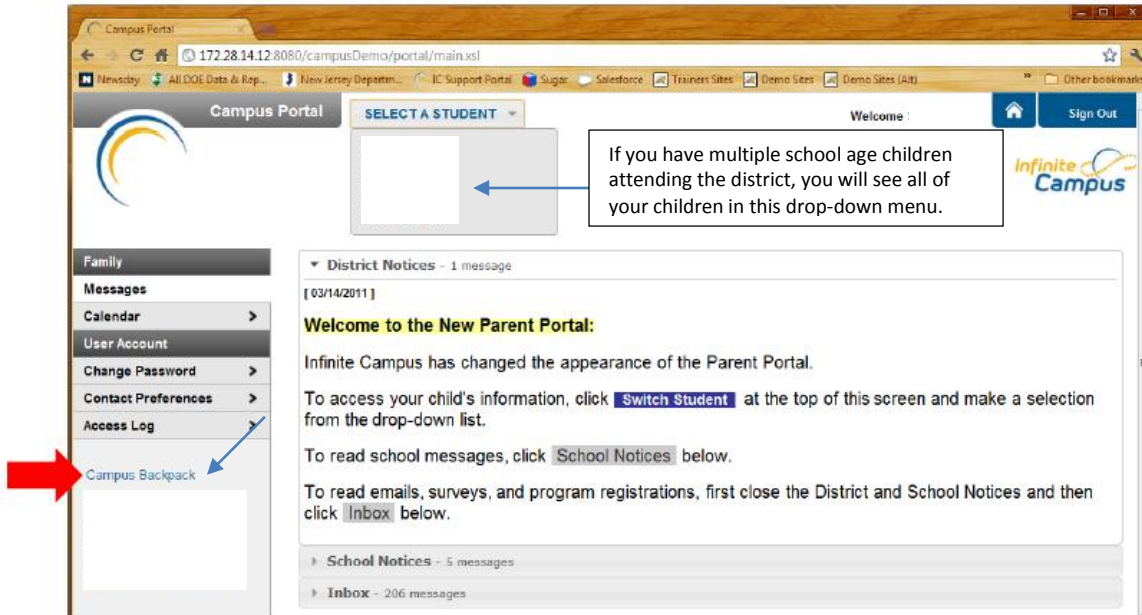 Campus Portal
172.28.14.12:8080/campusDemo/portal/main.xsl
Newsday All DOE Data & Rep... New Jersey Departm... IC Support Portal Sugar Salesforce Trainers Sites Demo Sites Demo Sites (Alt) » Other bookmarks
Campus Portal
SELECT A STUDENT
Welcome :
Sign Out
If you have multiple school age children
attending the district, you will see all of
your children in this drop-down menu.
Infinite
Campus
Family
Messages
Calendar >
User Account
Change Password >
Contact Preferences >
Access Log >
Campus Backpack
District Notices - 1 message
[ 03/14/2011 ]
Welcome to the New Parent Portal:
Infinite Campus has changed the appearance of the Parent Portal.
To access your child's information, click Switch Student at the top of this screen and make a selection
from the drop-down list.
To read school messages, click School Notices below.
To read emails, surveys, and program registrations, first close the District and School Notices and then
click Inbox below.
School Notices - 5 messages
Inbox - 206 messages